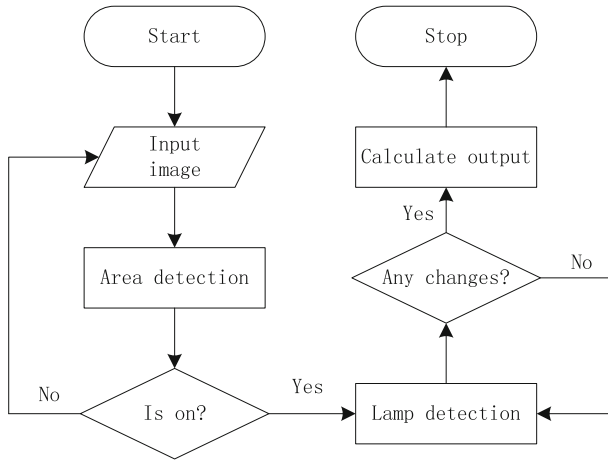 Start
Input
image
Area detection
Is on?
No
Yes
Lamp detection
Any changes?
No
Yes
Calculate output
Stop